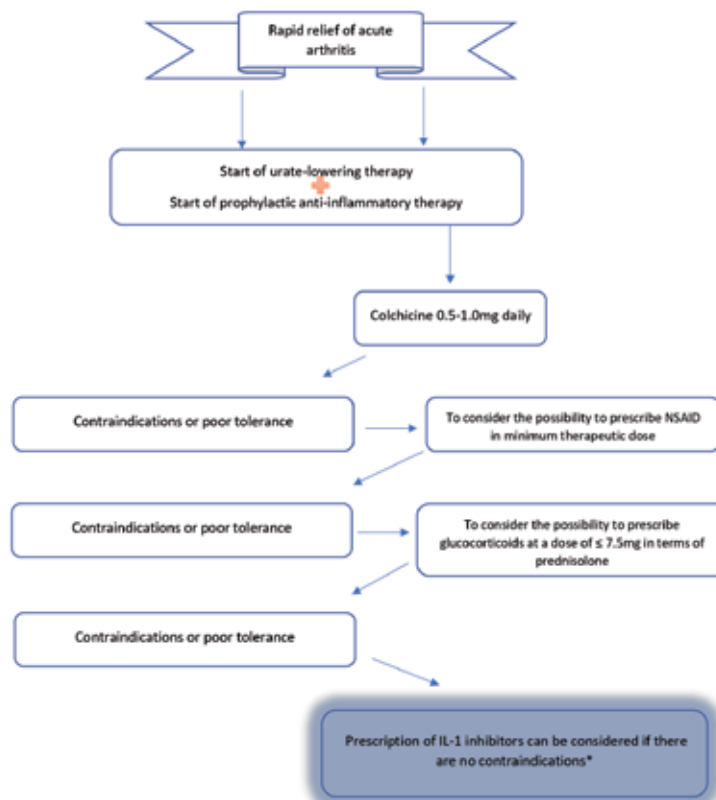 Rapid relief of acute
arthritis
Start of urate-lowering therapy
Start of prophylactic anti-inflammatory therapy
Colchicine 0.5-1.0mg daily
Contraindications or poor tolerance
To consider the possibility to prescribe NSAID
in minimum therapeutic dose
Contraindications or poor tolerance
To consider the possibility to prescribe
glucocorticoids at a dose of ≤ 7.5mg in terms of
prednisolone
Contraindications or poor tolerance
Prescription of IL-1 inhibitors can be considered if there
are no contraindications*